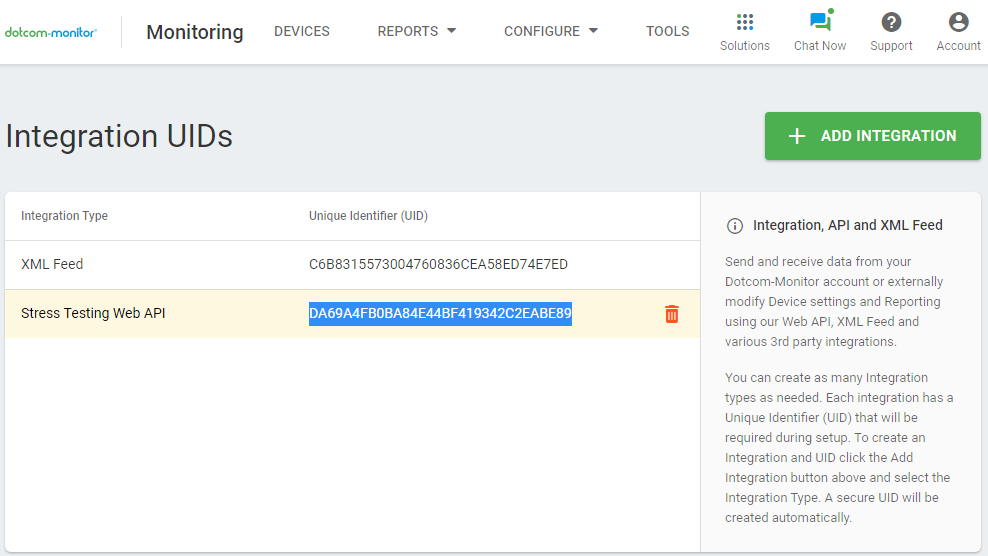 dotcom-monitor®
Monitoring
DEVICES
REPORTS
CONFIGURE
TOOLS
Solutions
Chat Now
Support
Account
Integration UIDs
ADD INTEGRATION
Integration Type
Unique Identifier (UID)
XML Feed
C6B8315573004760836CEA58ED74E7ED
Stress Testing Web API
DA69A4FB0BA84E44BF419342C2EABE89
Integration, API and XML Feed
Send and receive data from your
Dotcom-Monitor account or externally
modify Device settings and Reporting
using our Web API, XML Feed and
various 3rd party integrations.
You can create as many Integration
types as needed. Each integration has a
Unique Identifier (UID) that will be
required during setup. To create an
Integration and UID click the Add
Integration button above and select the
Integration Type. A secure UID will be
created automatically.